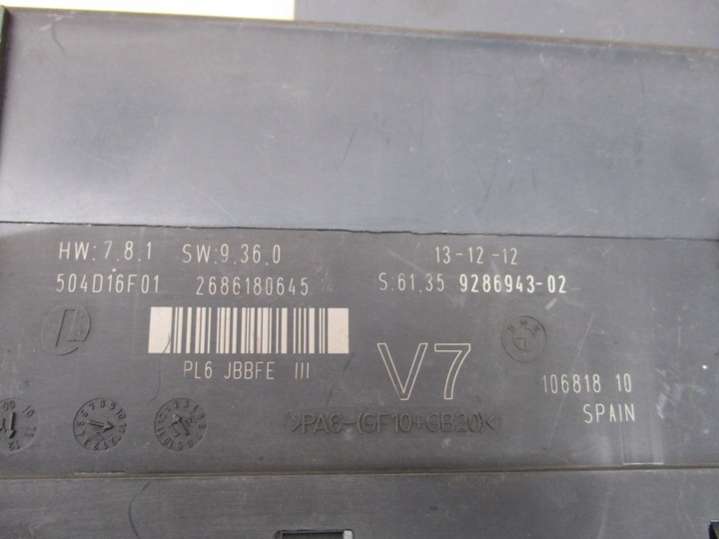 HW:7.8.1 SW:9.36.0 13-12-12
504D16F01 2686180645 S.61.35 9286943-02
PL6 JBBFE III
V7
BMW
106818 10
SPAIN
>PA6-(GF10+GB20)<